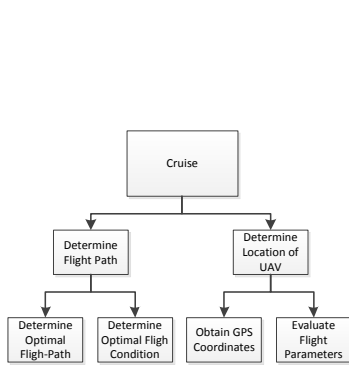 Cruise
Determine
Flight Path
Determine
Location of
UAV
Determine
Optimal
Fligh-Path
Determine
Optimal Fligh
Condition
Obtain GPS
Coordinates
Evaluate
Flight
Parameters